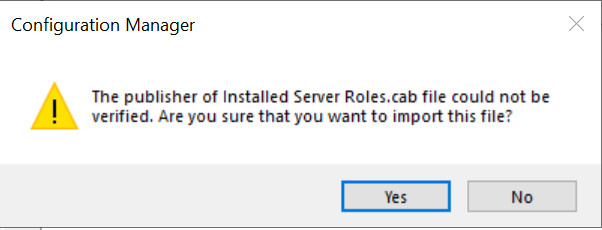 Configuration Manager
The publisher of Installed Server Roles.cab file could not be
verified. Are you sure that you want to import this file?
Yes No